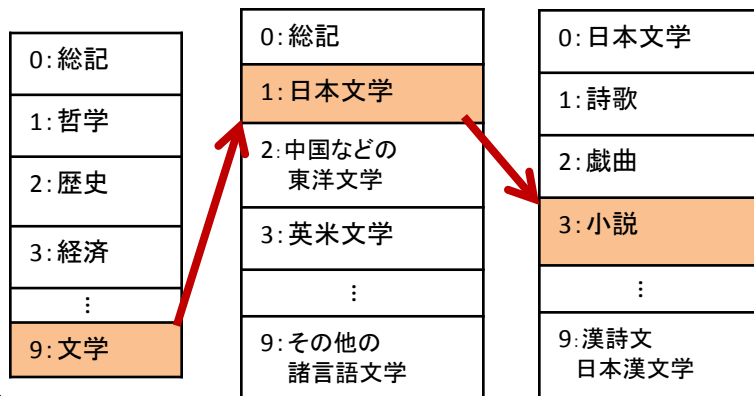 0:総記
1:哲学
2:歴史
3:経済
⋮
9:文学
0:総記
1:日本文学
2:中国などの
東洋文学
3:英米文学
⋮
9:その他の
諸言語文学
0:日本文学
1:詩歌
2:戯曲
3:小説
⋮
9:漢詩文
日本漢文学